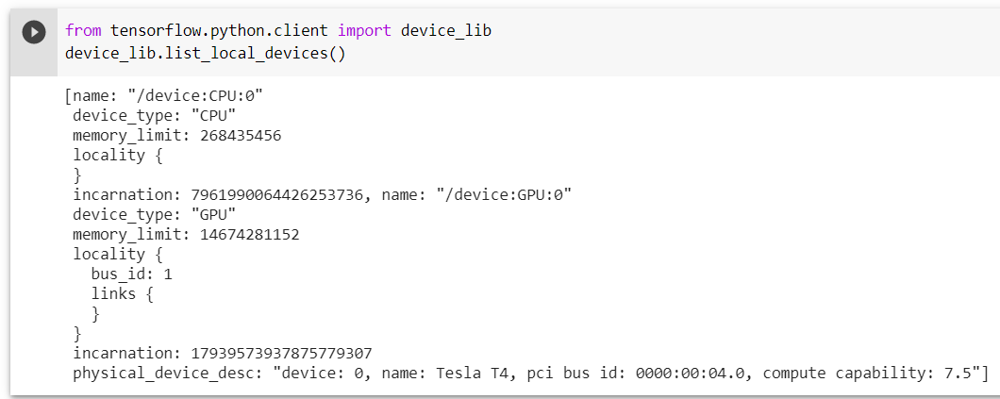 from tensorflow.python.client import device_lib
device_lib.list_local_devices()
[name: "/device:CPU:0"
device_type: "CPU"
memory_limit: 268435456
locality {
}
incarnation: 7961990064426253736, name: "/device:GPU:0"
device_type: "GPU"
memory_limit: 14674281152
locality {
bus_id: 1
links {
}
}
incarnation: 17939573937875779307
physical_device_desc: "device: 0, name: Tesla T4, pci bus id: 0000:00:04.0, compute capability: 7.5"]